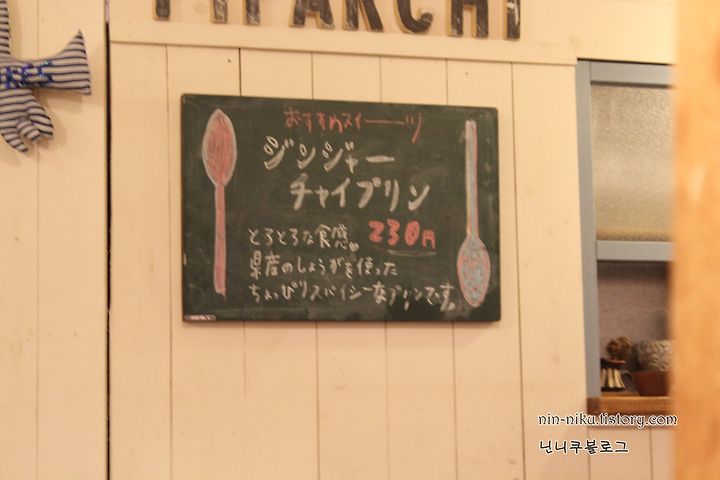 おすすめスイーツ
ジンジャー
チャイプリン
とろとろな食感。 230円
県産のしょうがを使った
ちょっぴりスパイシーなプリンです。
nin-niku.tistory.com
닌니쿠블로그